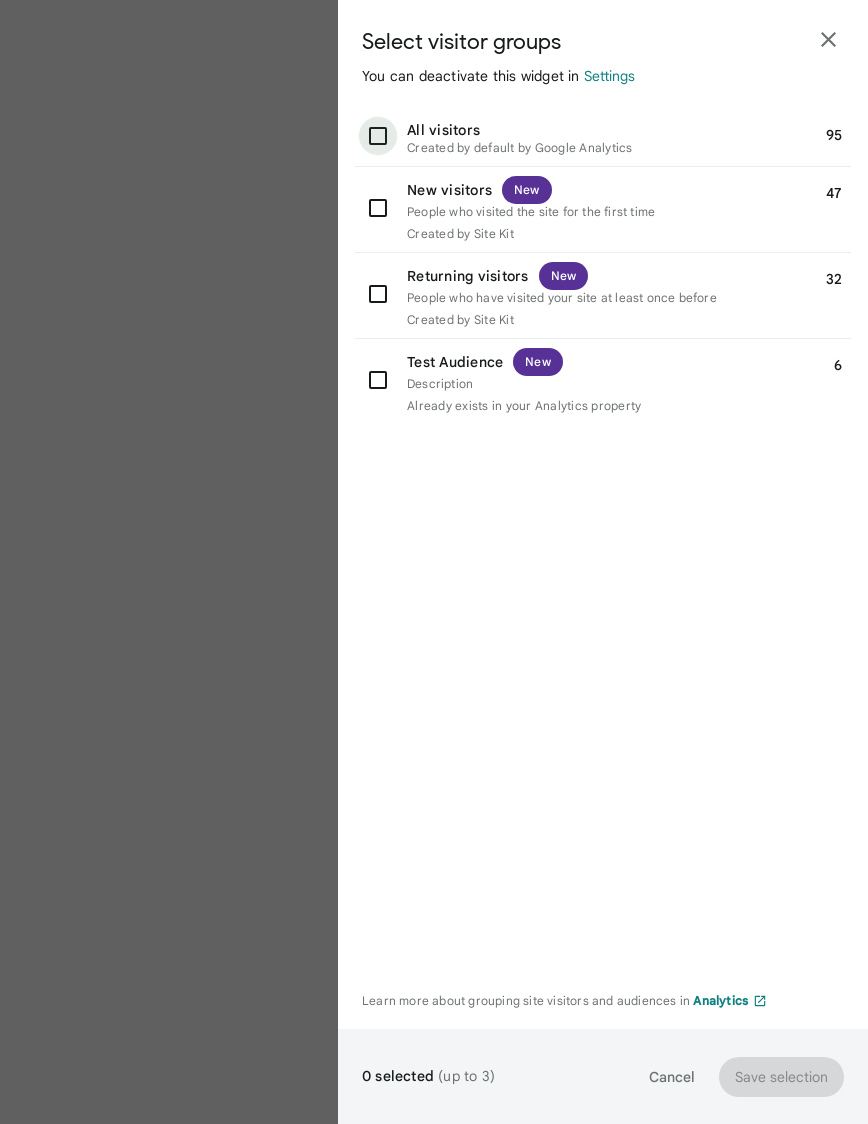 Select visitor groups
You can deactivate this widget in Settings
All visitors 95
Created by default by Google Analytics
New visitors New 47
People who visited the site for the first time
Created by Site Kit
Returning visitors New 32
People who have visited your site at least once before
Created by Site Kit
Test Audience New 6
Description
Already exists in your Analytics property
Learn more about grouping site visitors and audiences in Analytics
0 selected (up to 3) Cancel Save selection